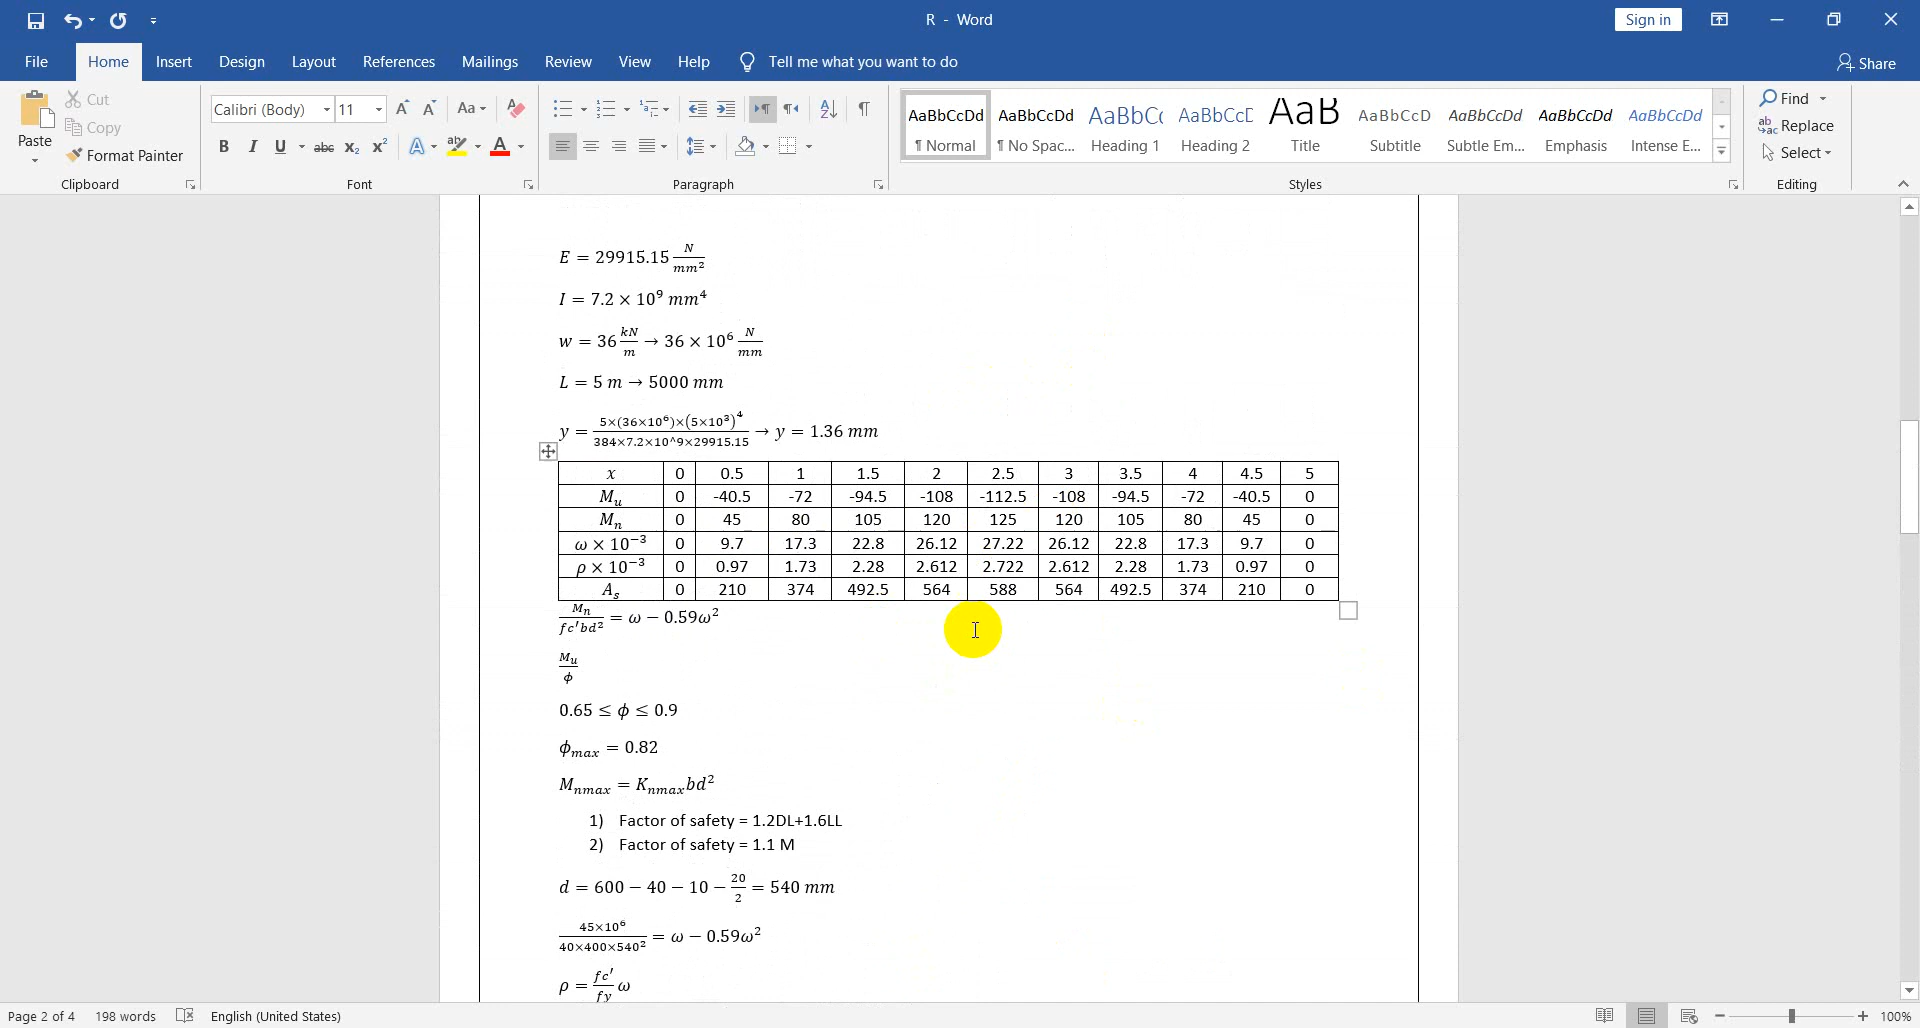 R - Word
Sign in
File Home Insert Design Layout References Mailings Review View Help Tell me what you want to do
Share
Paste
Cut
Copy
Format Painter
Clipboard
Calibri (Body) 11
Aa
B I U abc x₂ x² A ab A
Font
Paragraph
AaBbCcDd AaBbCcDd AaBbC( AaBbCcE AaB AaBbCcD AaBbCcDd AaBbCcDd AaBbCcDd
¶ Normal ¶ No Spac... Heading 1 Heading 2 Title Subtitle Subtle Em... Emphasis Intense E...
Styles
Find
Replace
Select
Editing
E = 29915.15 N/mm²
I = 7.2 × 10⁹ mm⁴
w = 36 kN/m → 36 × 10⁶ N/mm
L = 5 m → 5000 mm
y = 5×(36×10⁶)×(5×10³)⁴/384×7.2×10^9×29915.15 → y = 1.36 mm
x 0 0.5 1 1.5 2 2.5 3 3.5 4 4.5 5
Mᵤ 0 -40.5 -72 -94.5 -108 -112.5 -108 -94.5 -72 -40.5 0
Mₙ 0 45 80 105 120 125 120 105 80 45 0
ω × 10⁻³ 0 9.7 17.3 22.8 26.12 27.22 26.12 22.8 17.3 9.7 0
ρ × 10⁻³ 0 0.97 1.73 2.28 2.612 2.722 2.612 2.28 1.73 0.97 0
Aₛ 0 210 374 492.5 564 588 564 492.5 374 210 0
Mₙ/fc′bd² = ω − 0.59ω²
Mᵤ/ϕ
0.65 ≤ ϕ ≤ 0.9
ϕₘₐₓ = 0.82
Mₙₘₐₓ = Kₙₘₐₓbd²
1) Factor of safety = 1.2DL+1.6LL
2) Factor of safety = 1.1 M
d = 600 − 40 − 10 − 20/2 = 540 mm
45×10⁶/40×400×540² = ω − 0.59ω²
ρ = fc′/fy ω
Page 2 of 4 198 words English (United States)
100%